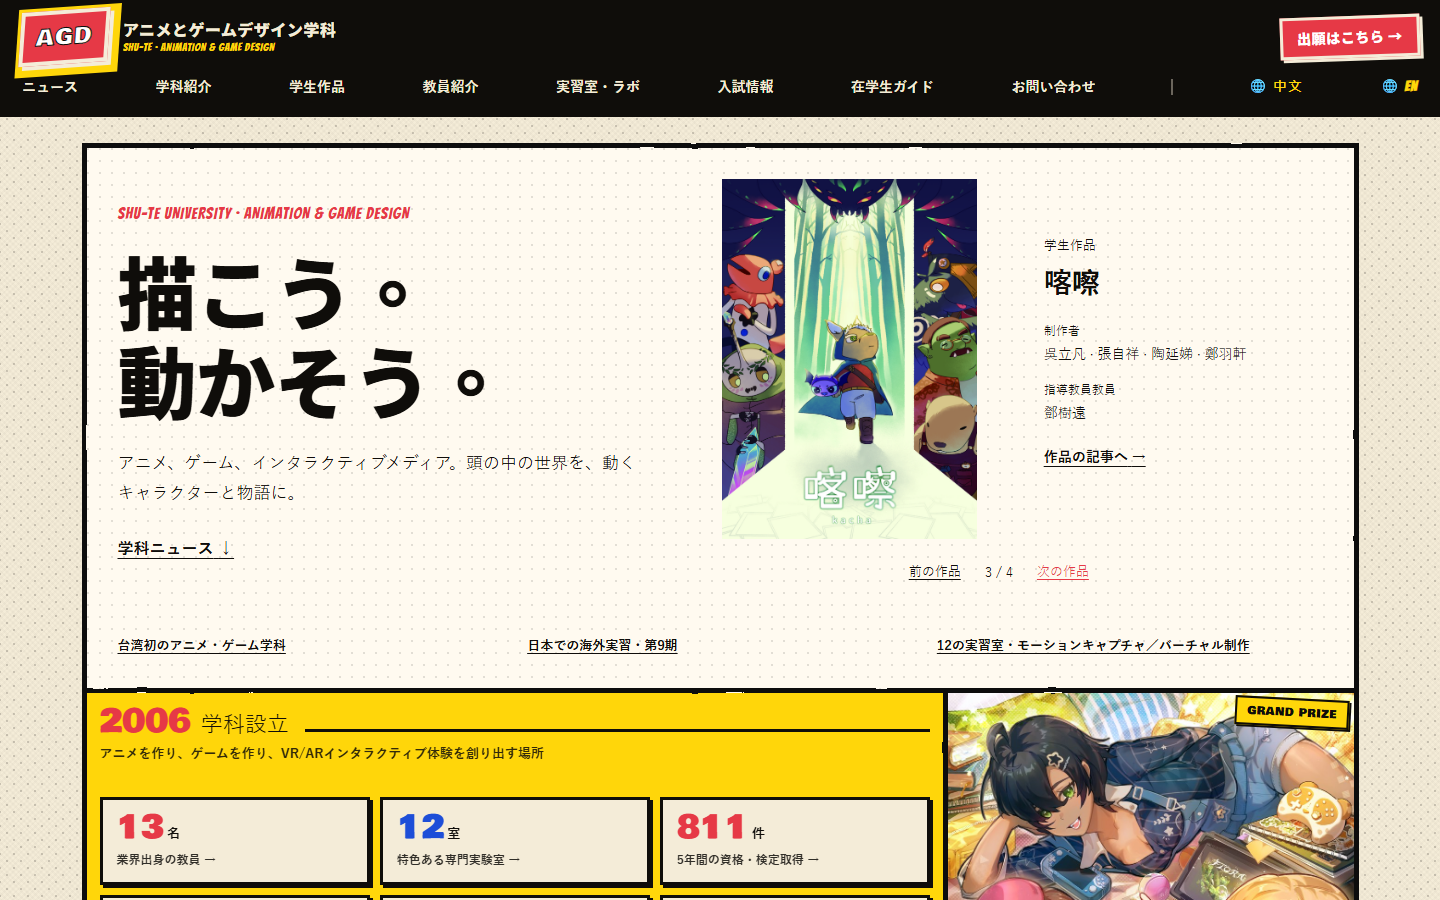 AGD
アニメとゲームデザイン学科
SHU-TE · ANIMATION & GAME DESIGN
出願はこちら →
ニュース 学科紹介 学生作品 教員紹介 実習室・ラボ 入試情報 在学生ガイド お問い合わせ | 中文 EN
SHU-TE UNIVERSITY · ANIMATION & GAME DESIGN
描こう。
動かそう。
アニメ、ゲーム、インタラクティブメディア。頭の中の世界を、動く
キャラクターと物語に。
学科ニュース ↓
喀嚓
kacha
学生作品
喀嚓
制作者
吳立凡 · 張自祥 · 陶延娣 · 鄭羽軒
指導教員教員
鄧樹遠
作品の記事へ →
前の作品 3 / 4 次の作品
台湾初のアニメ・ゲーム学科 日本での海外実習・第9期 12の実習室・モーションキャプチャ／バーチャル制作
2006 学科設立
アニメを作り、ゲームを作り、VR/ARインタラクティブ体験を創り出す場所
GRAND PRIZE
13 名
業界出身の教員 →
12 室
特色ある専門実験室 →
811 件
5年間の資格・検定取得 →